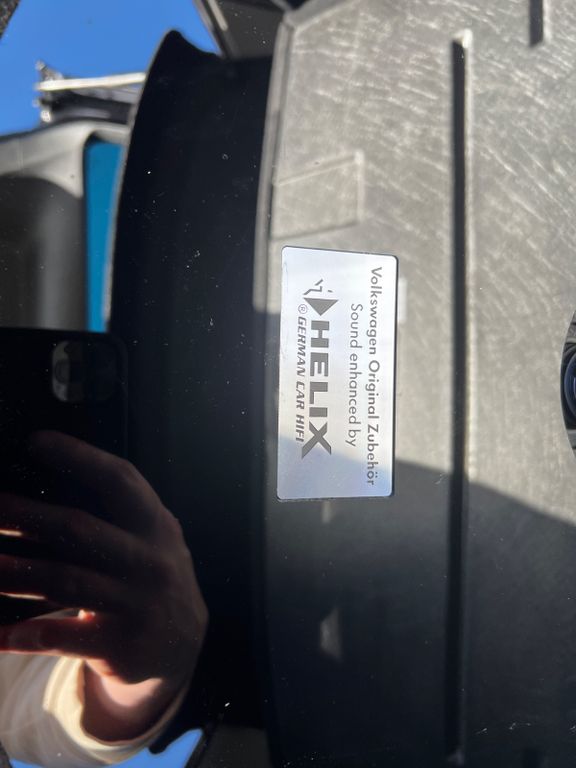 Volkswagen Original Zubehör
Sound enhanced by
HELIX
® GERMAN CAR HIFI